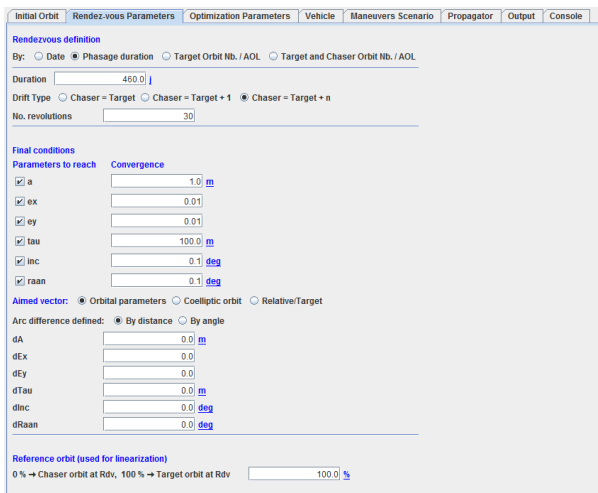 Initial Orbit Rendez-vous Parameters Optimization Parameters Vehicle Maneuvers Scenario Propagator Output Console
Rendezvous definition
By: Date Phasage duration Target Orbit Nb. / AOL Target and Chaser Orbit Nb. / AOL
Duration 460.0 j
Drift Type Chaser = Target Chaser = Target + 1 Chaser = Target + n
No. revolutions 30
Final conditions
Parameters to reach Convergence
a 1.0 m
ex 0.01
ey 0.01
tau 100.0 m
inc 0.1 deg
raan 0.1 deg
Aimed vector: Orbital parameters Coelliptic orbit Relative/Target
Arc difference defined: By distance By angle
dA 0.0 m
dEx 0.0
dEy 0.0
dTau 0.0 m
dInc 0.0 deg
dRaan 0.0 deg
Reference orbit (used for linearization)
0 % → Chaser orbit at Rdv, 100 % → Target orbit at Rdv 100.0 %